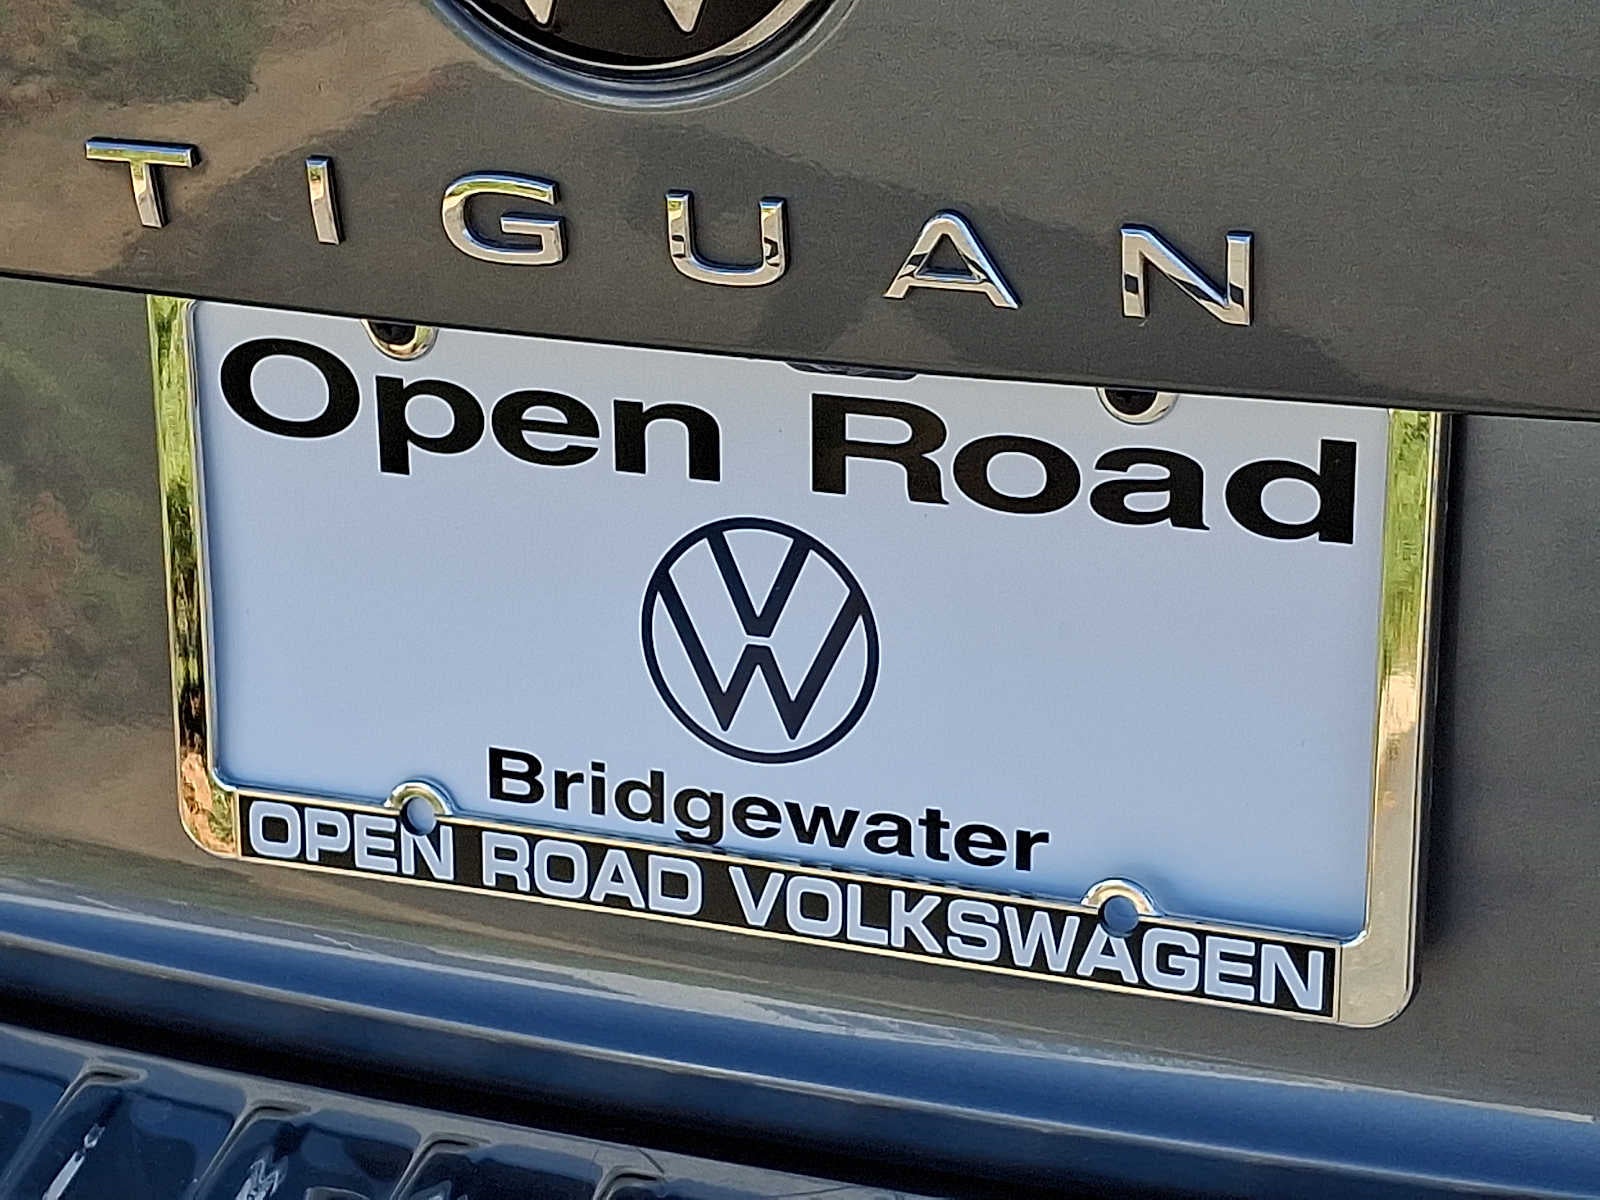 TIGUAN
Open Road
Bridgewater
OPEN ROAD VOLKSWAGEN